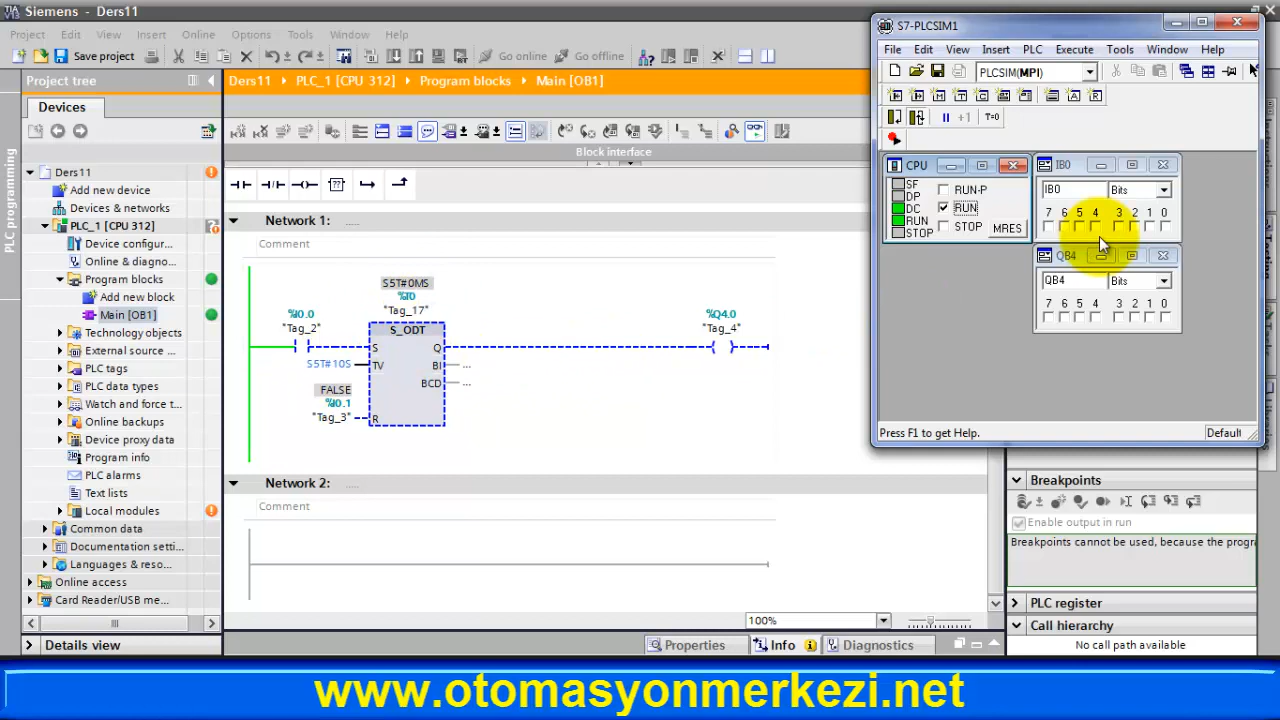 TIA
V13
Siemens - Ders11
Project Edit View Insert Online Options Tools Window Help
Save project
Go online
Go offline
Project tree
Ders11 PLC_1 [CPU 312] Program blocks Main [OB1]
Devices
PLC programming
Ders11
Add new device
Devices & networks
PLC_1 [CPU 312]
Device configur...
Online & diagno...
Program blocks
Add new block
Main [OB1]
Technology objects
External source ...
PLC tags
PLC data types
Watch and force t...
Online backups
Device proxy data
Program info
PLC alarms
Text lists
Local modules
Common data
Documentation setti...
Languages & reso...
Online access
Card Reader/USB me...
Details view
Block interface
??
Network 1: .....
Comment
S5T#0MS
%T0
"Tag_17"
S_ODT
%I0.0
"Tag_2"
%Q4.0
"Tag_4"
S Q
S5T#10S TV BI ...
BCD ...
FALSE
%I0.1
"Tag_3" R
Network 2: .....
Comment
100%
Properties
Info
Diagnostics
S7-PLCSIM1
File Edit View Insert PLC Execute Tools Window Help
PLCSIM(MPI)
+1 T=0
CPU
SF
DP
DC
RUN
STOP
RUN-P
RUN
STOP
MRES
IB0
IB0 Bits
7 6 5 4 3 2 1 0
QB4
QB4 Bits
7 6 5 4 3 2 1 0
Press F1 to get Help.
Default
Breakpoints
Enable output in run
Breakpoints cannot be used, because the progr
PLC register
Call hierarchy
No call path available
www.otomasyonmerkezi.net